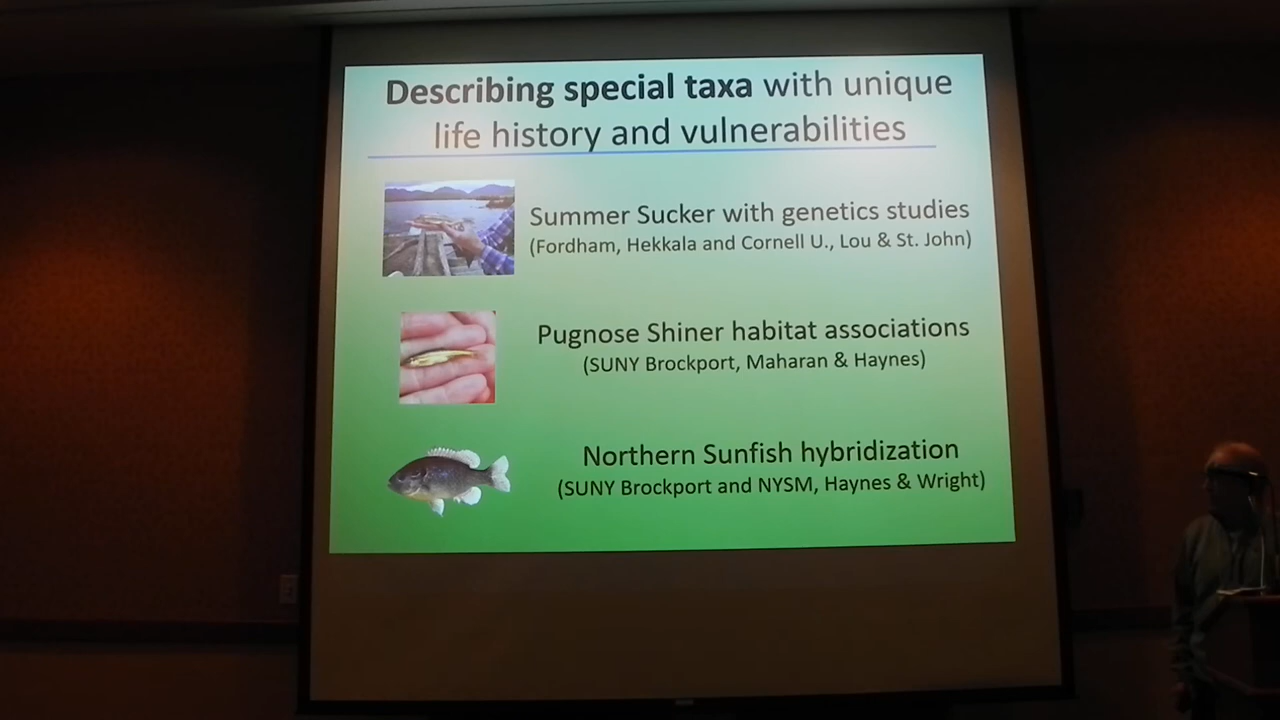 Describing special taxa with unique
life history and vulnerabilities
Summer Sucker with genetics studies
(Fordham, Hekkala and Cornell U., Lou & St. John)
Pugnose Shiner habitat associations
(SUNY Brockport, Maharan & Haynes)
Northern Sunfish hybridization
(SUNY Brockport and NYSM, Haynes & Wright)